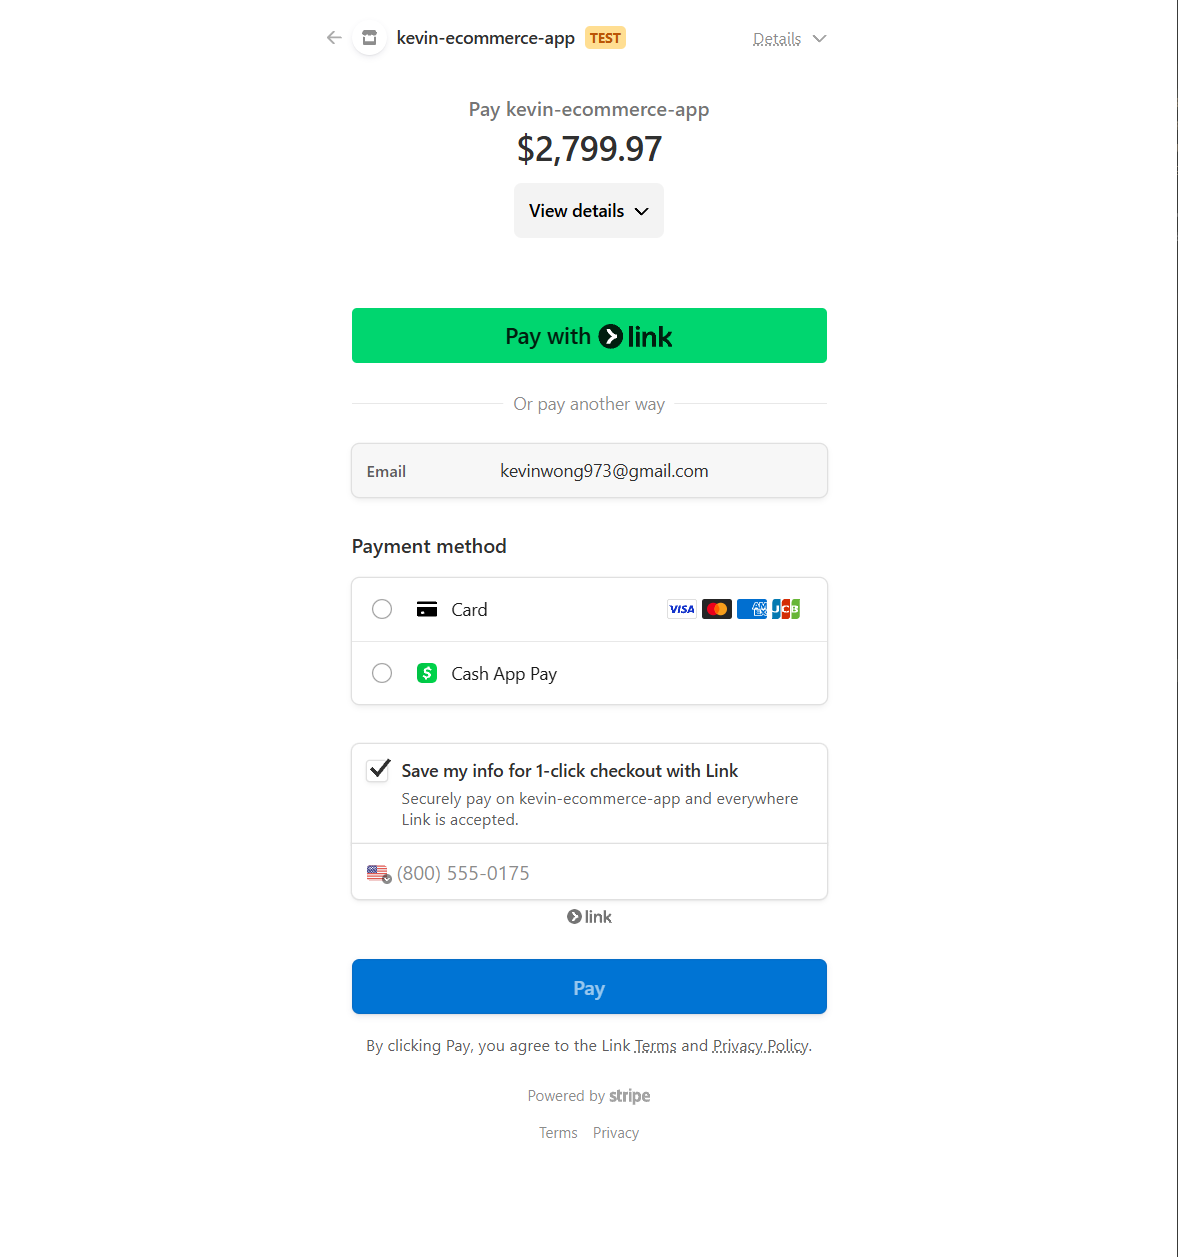 kevin-ecommerce-app TEST Details
Pay kevin-ecommerce-app
$2,799.97
View details
Pay with link
Or pay another way
Email kevinwong973@gmail.com
Payment method
Card VISA AMEX JCB
$ Cash App Pay
Save my info for 1-click checkout with Link
Securely pay on kevin-ecommerce-app and everywhere
Link is accepted.
(800) 555-0175
link
Pay
By clicking Pay, you agree to the Link Terms and Privacy Policy.
Powered by stripe
Terms Privacy